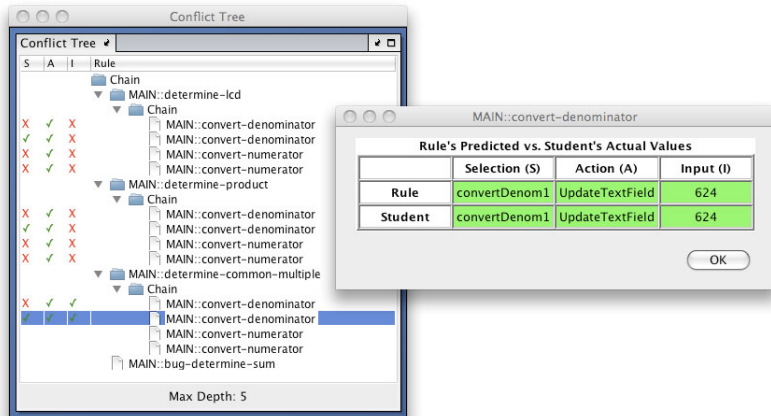 Conflict Tree
Conflict Tree
S A I Rule
Chain
MAIN::determine-lcd
Chain
X ✓ X MAIN::convert-denominator
✓ ✓ X MAIN::convert-denominator
X ✓ X MAIN::convert-numerator
X ✓ X MAIN::convert-numerator
MAIN::determine-product
Chain
X ✓ X MAIN::convert-denominator
✓ ✓ X MAIN::convert-denominator
X ✓ X MAIN::convert-numerator
X ✓ X MAIN::convert-numerator
MAIN::determine-common-multiple
Chain
X ✓ ✓ MAIN::convert-denominator
✓ ✓ ✓ MAIN::convert-denominator
MAIN::convert-numerator
MAIN::convert-numerator
MAIN::bug-determine-sum
Max Depth: 5
MAIN::convert-denominator
Rule's Predicted vs. Student's Actual Values
Selection (S) Action (A) Input (I)
Rule convertDenom1 UpdateTextField 624
Student convertDenom1 UpdateTextField 624
OK